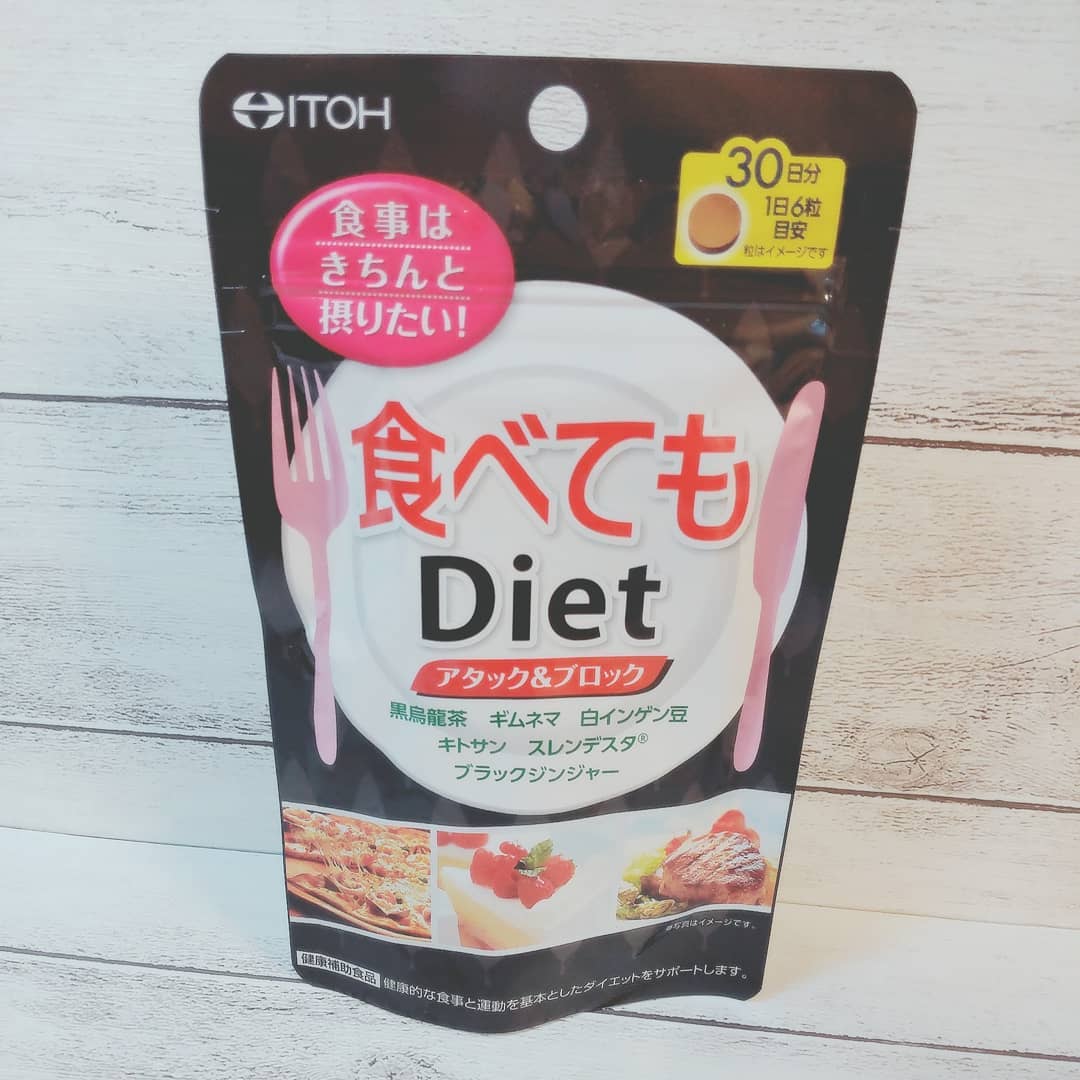 ITOH
30日分
1日6粒
目安
粒はイメージです
食事は
きちんと
摂りたい!
食べても
Diet
アタック&ブロック
黒烏龍茶 ギムネマ 白インゲン豆
キトサン スレンデスタ®
ブラックジンジャー
※写真はイメージです。
健康補助食品 健康的な食事と運動を基本としたダイエットをサポートします。